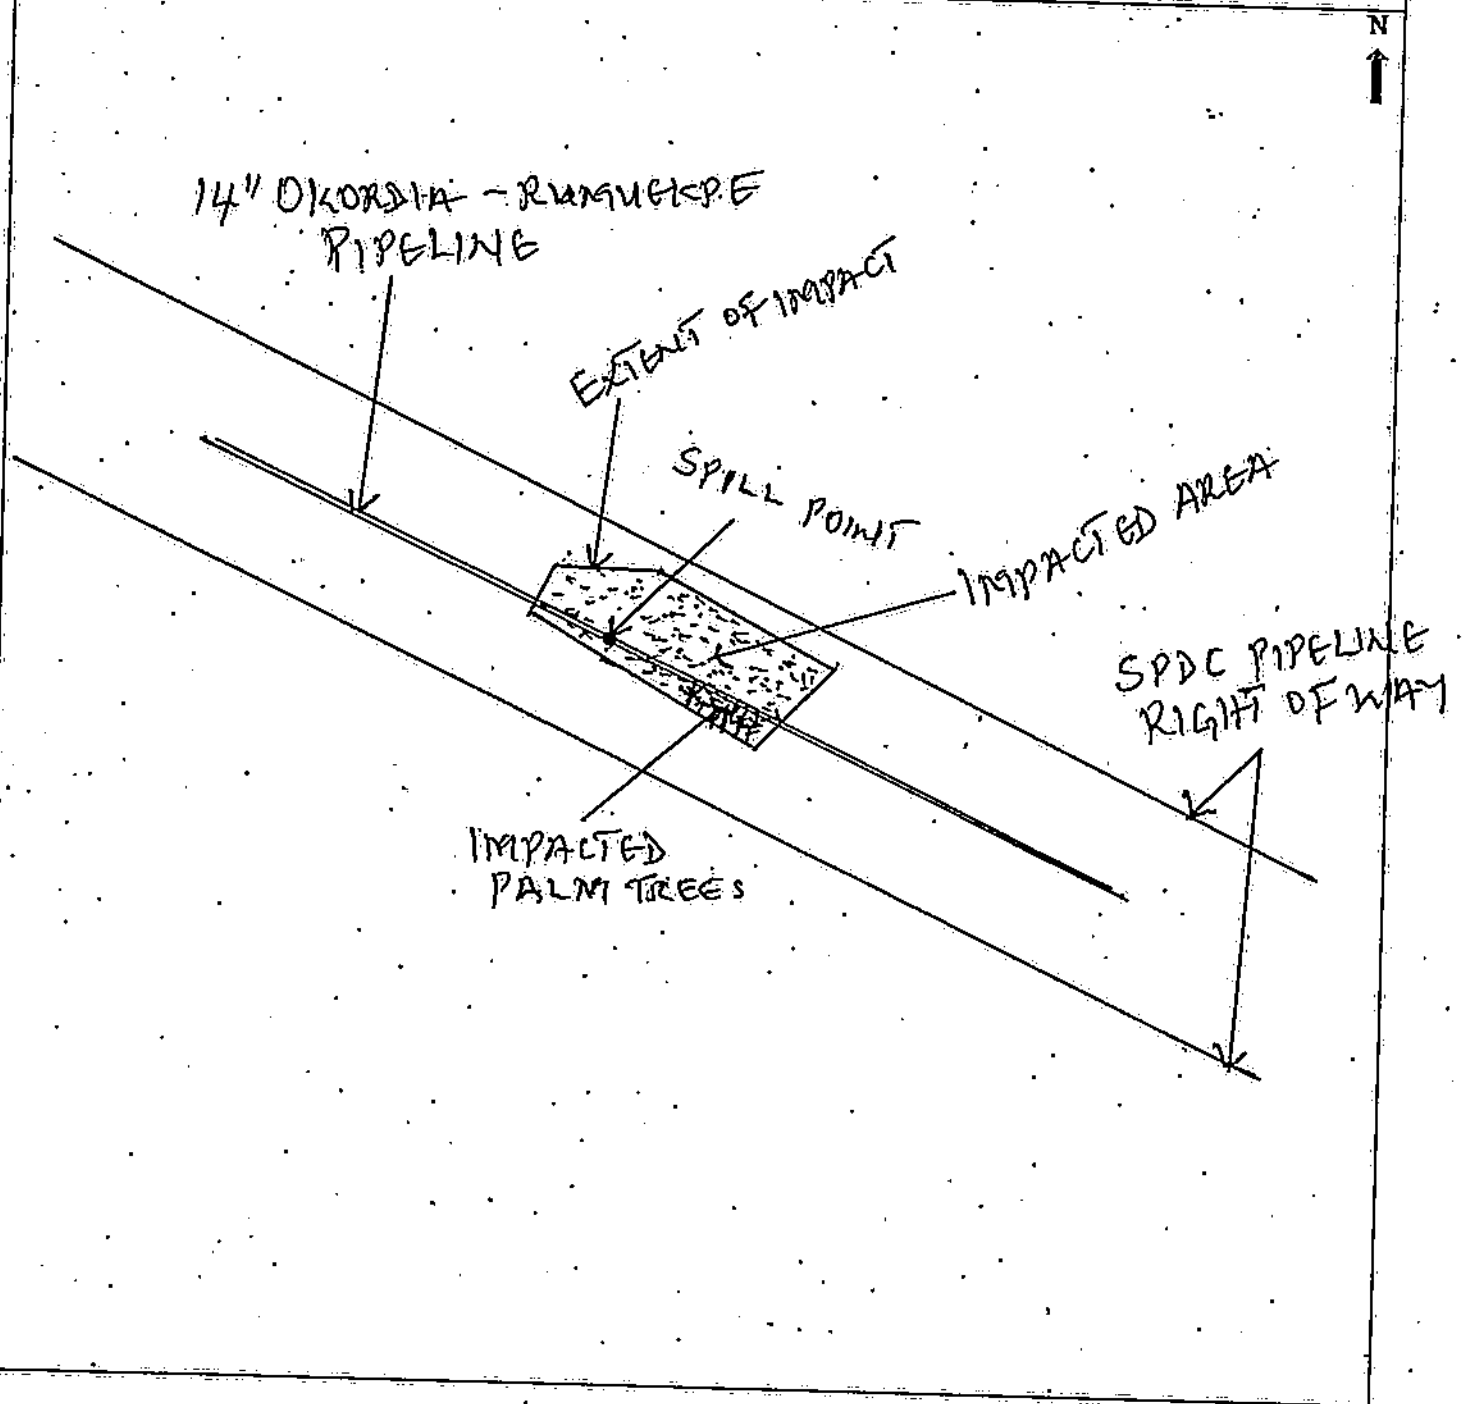 N
14" OKORDIA - RUMUEKPE
PIPELINE
EXTENT OF IMPACT
SPILL POINT
IMPACTED AREA
SPDC PIPELINE
RIGHT OF WAY
IMPACTED
PALM TREES